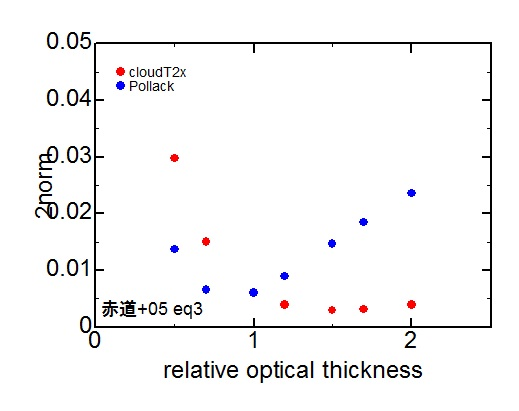 0.05
cloudT2x
Pollack
0.04
0.03
2norm
0.02
0.01
赤道+05 eq3
0
0 1 2
relative optical thickness